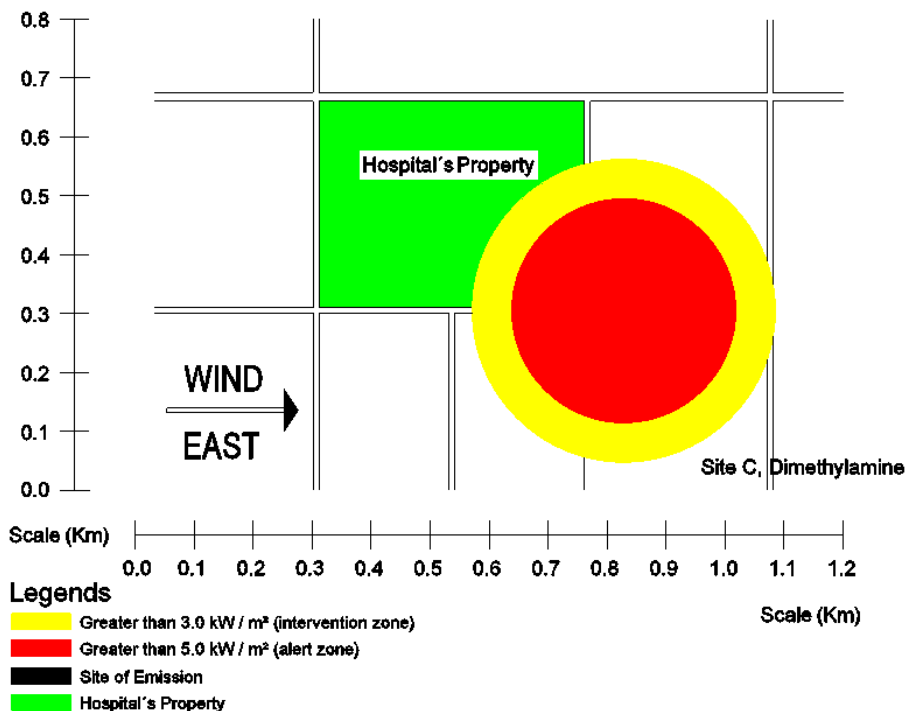 0.8
0.7
0.6
Hospital´s Property
0.5
0.4
0.3
0.2
WIND
0.1
EAST
Site C, Dimethylamine
0.0
Scale (Km)
0.0 0.1 0.2 0.3 0.4 0.5 0.6 0.7 0.8 0.9 1.0 1.1 1.2
Legends
Scale (Km)
Greater than 3.0 kW / m² (intervention zone)
Greater than 5.0 kW / m² (alert zone)
Site of Emission
Hospital´s Property